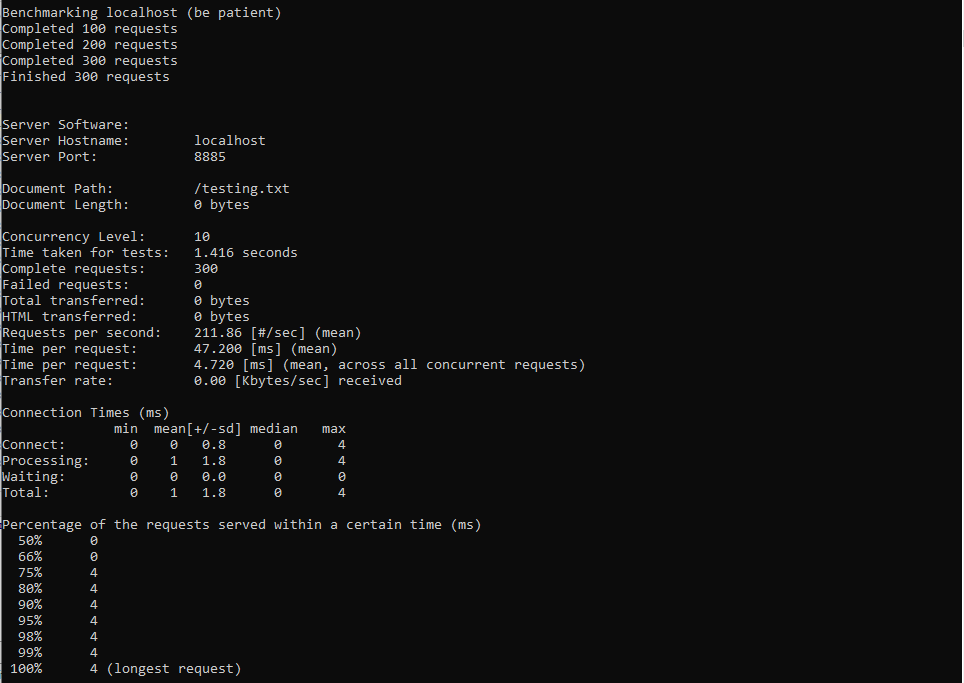 Benchmarking localhost (be patient)
Completed 100 requests
Completed 200 requests
Completed 300 requests
Finished 300 requests
Server Software:
Server Hostname: localhost
Server Port: 8885
Document Path: /testing.txt
Document Length: 0 bytes
Concurrency Level: 10
Time taken for tests: 1.416 seconds
Complete requests: 300
Failed requests: 0
Total transferred: 0 bytes
HTML transferred: 0 bytes
Requests per second: 211.86 [#/sec] (mean)
Time per request: 47.200 [ms] (mean)
Time per request: 4.720 [ms] (mean, across all concurrent requests)
Transfer rate: 0.00 [Kbytes/sec] received
Connection Times (ms)
min mean[+/-sd] median max
Connect: 0 0 0.8 0 4
Processing: 0 1 1.8 0 4
Waiting: 0 0 0.0 0 0
Total: 0 1 1.8 0 4
Percentage of the requests served within a certain time (ms)
50% 0
66% 0
75% 4
80% 4
90% 4
95% 4
98% 4
99% 4
100% 4 (longest request)